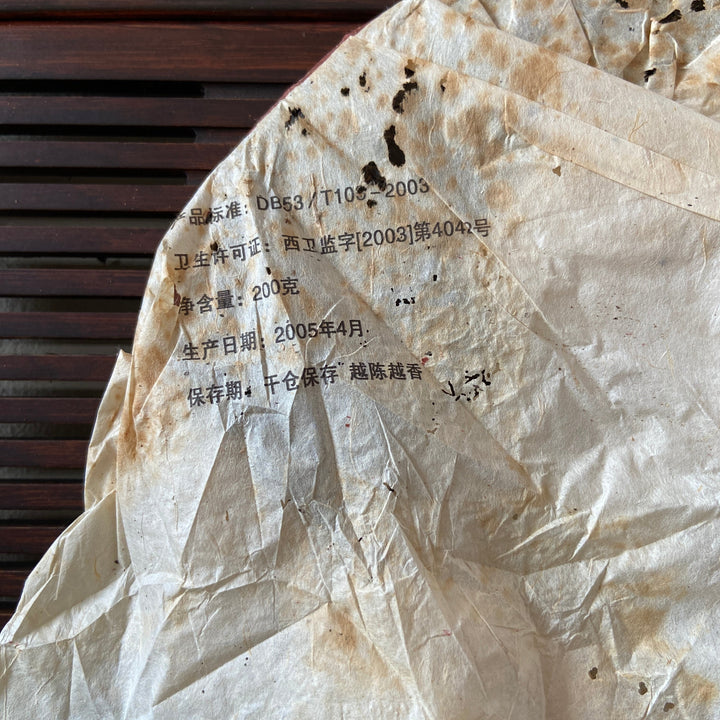 产品标准：DB53/T103-2003
卫生许可证：西卫监字[2003]第404号
净含量：200克
生产日期：2005年4月
保存期：干仓保存 越陈越香